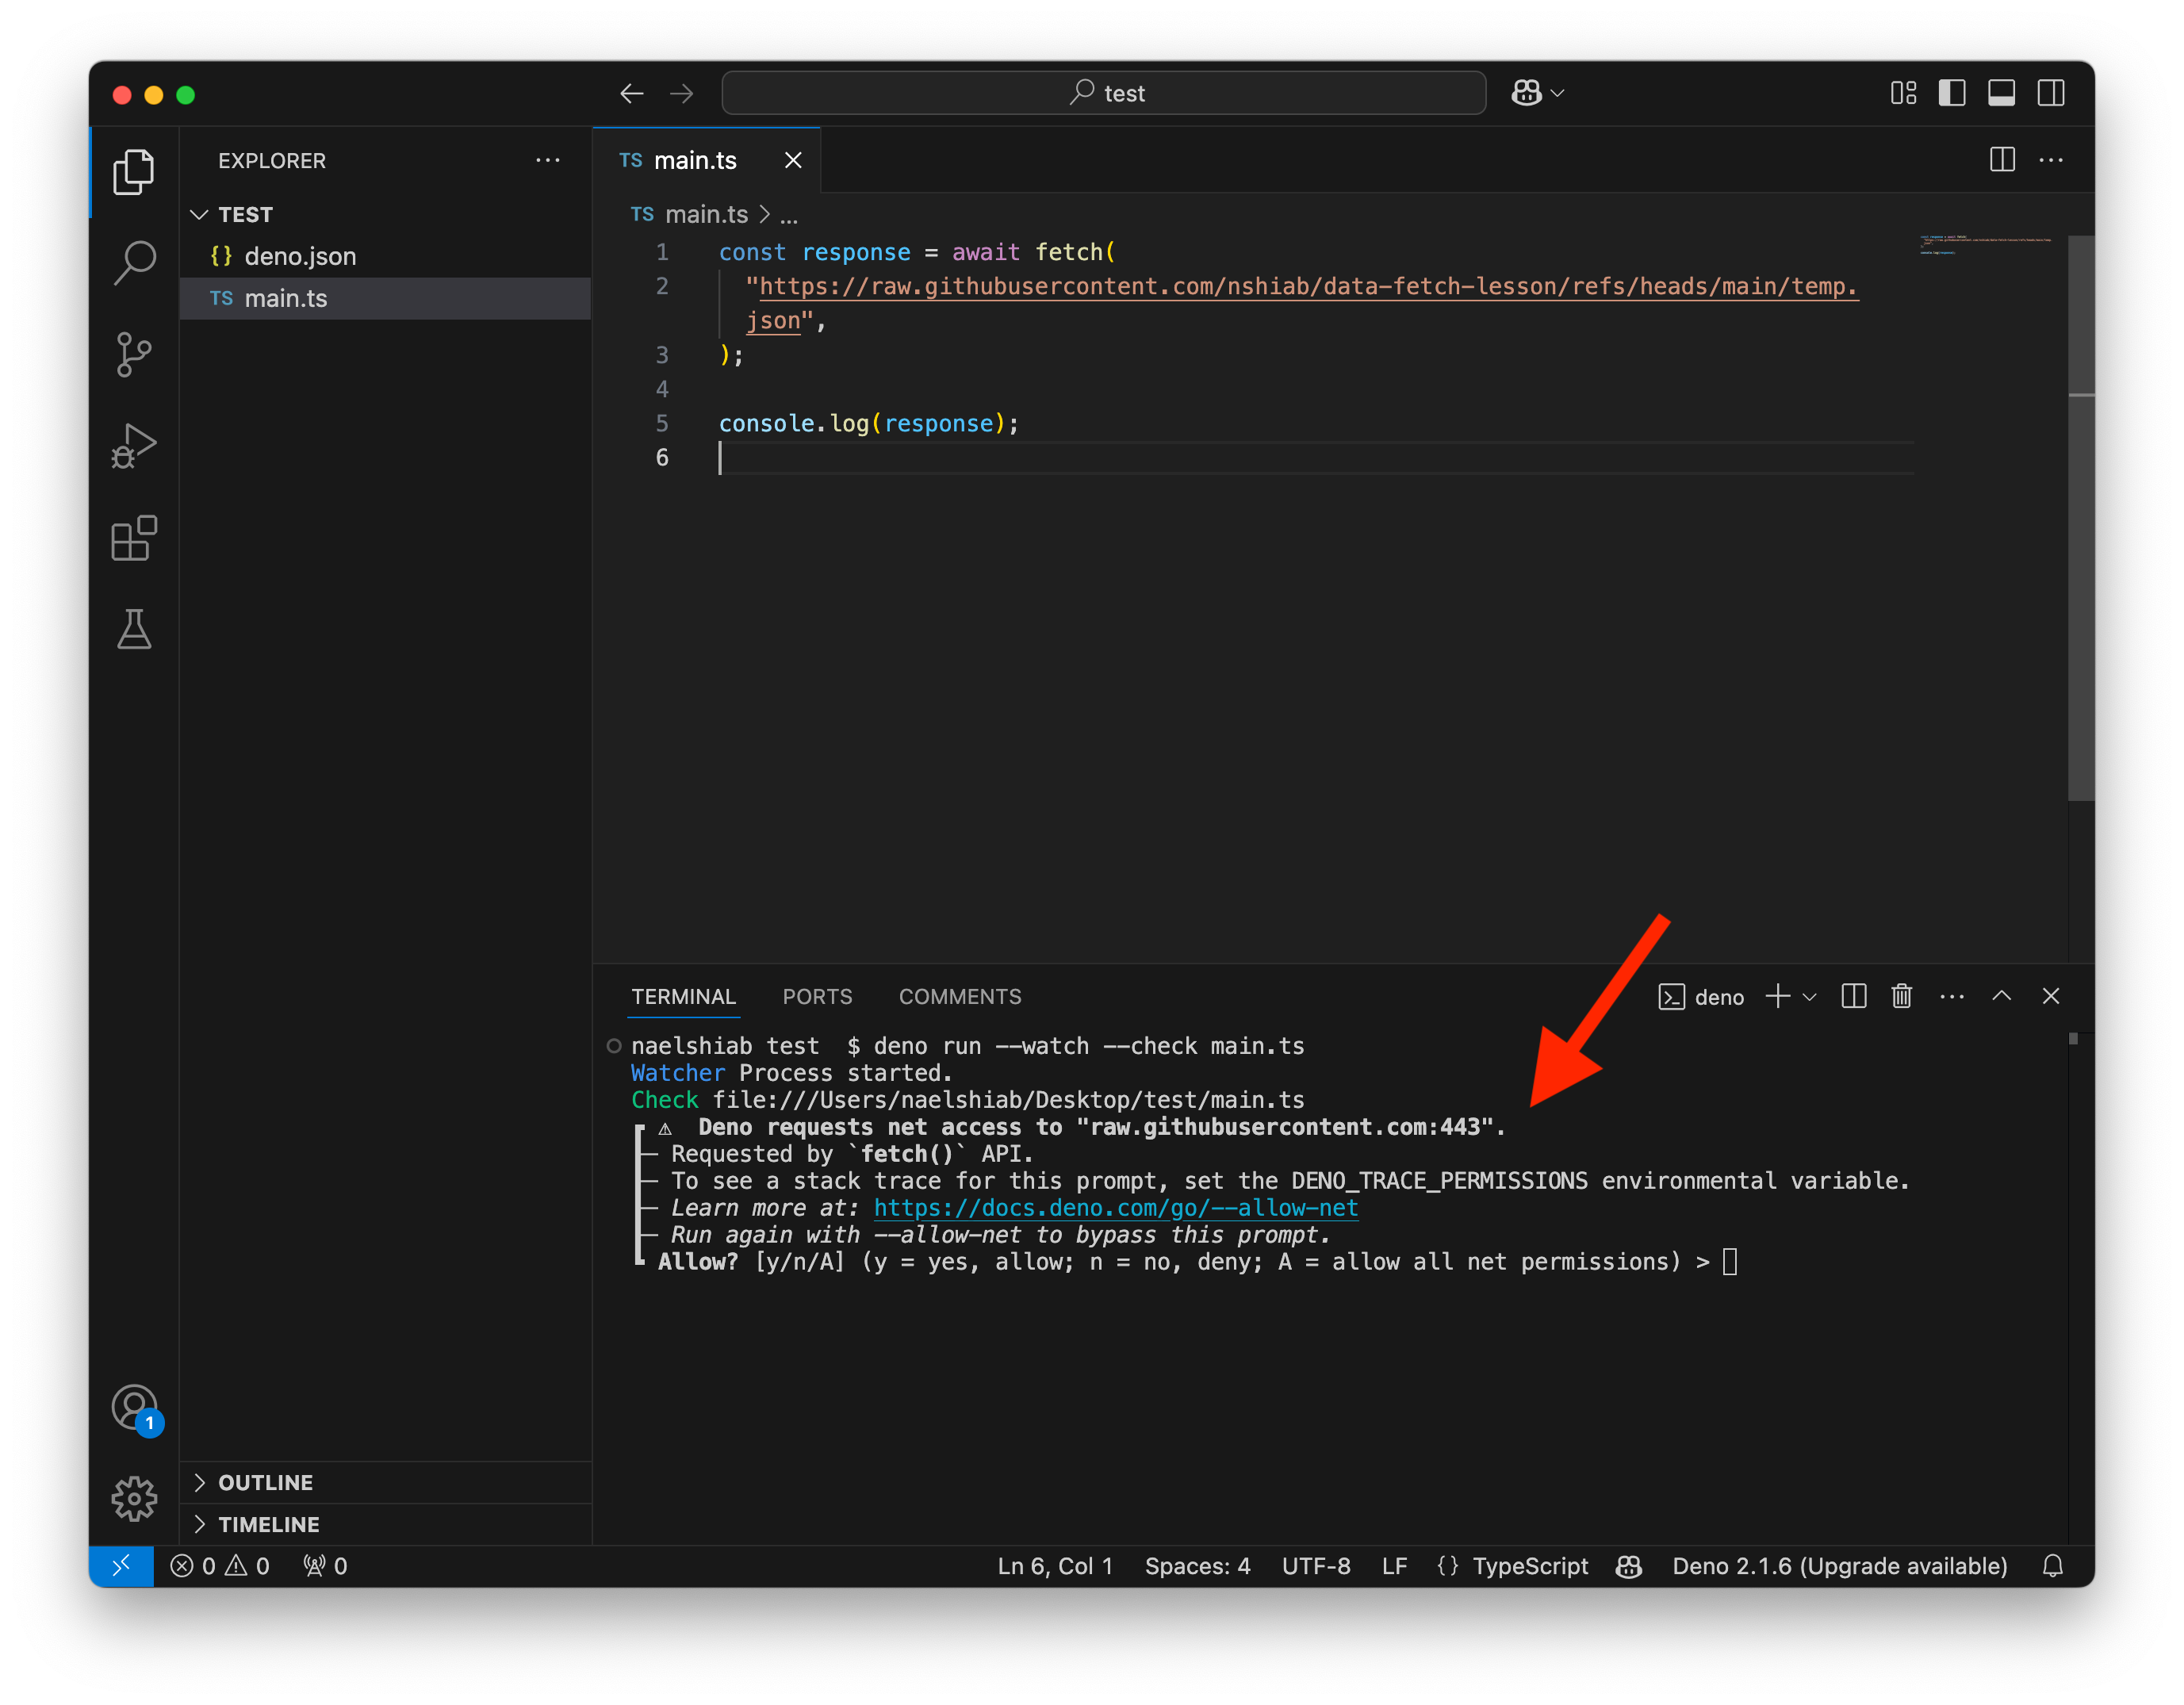 test
EXPLORER
TEST
{} deno.json
TS main.ts
OUTLINE
TIMELINE
TS main.ts
TS main.ts > ...
1 const response = await fetch(
2 "https://raw.githubusercontent.com/nshiab/data-fetch-lesson/refs/heads/main/temp.
json",
3 );
4
5 console.log(response);
6
TERMINAL PORTS COMMENTS
deno
naelshiab test  $ deno run --watch --check main.ts
Watcher Process started.
Check file:///Users/naelshiab/Desktop/test/main.ts
⚠ Deno requests net access to "raw.githubusercontent.com:443".
Requested by `fetch()` API.
To see a stack trace for this prompt, set the DENO_TRACE_PERMISSIONS environmental variable.
Learn more at: https://docs.deno.com/go/--allow-net
Run again with --allow-net to bypass this prompt.
Allow? [y/n/A] (y = yes, allow; n = no, deny; A = allow all net permissions) >
1
0 0 0 Ln 6, Col 1 Spaces: 4 UTF-8 LF {} TypeScript Deno 2.1.6 (Upgrade available)